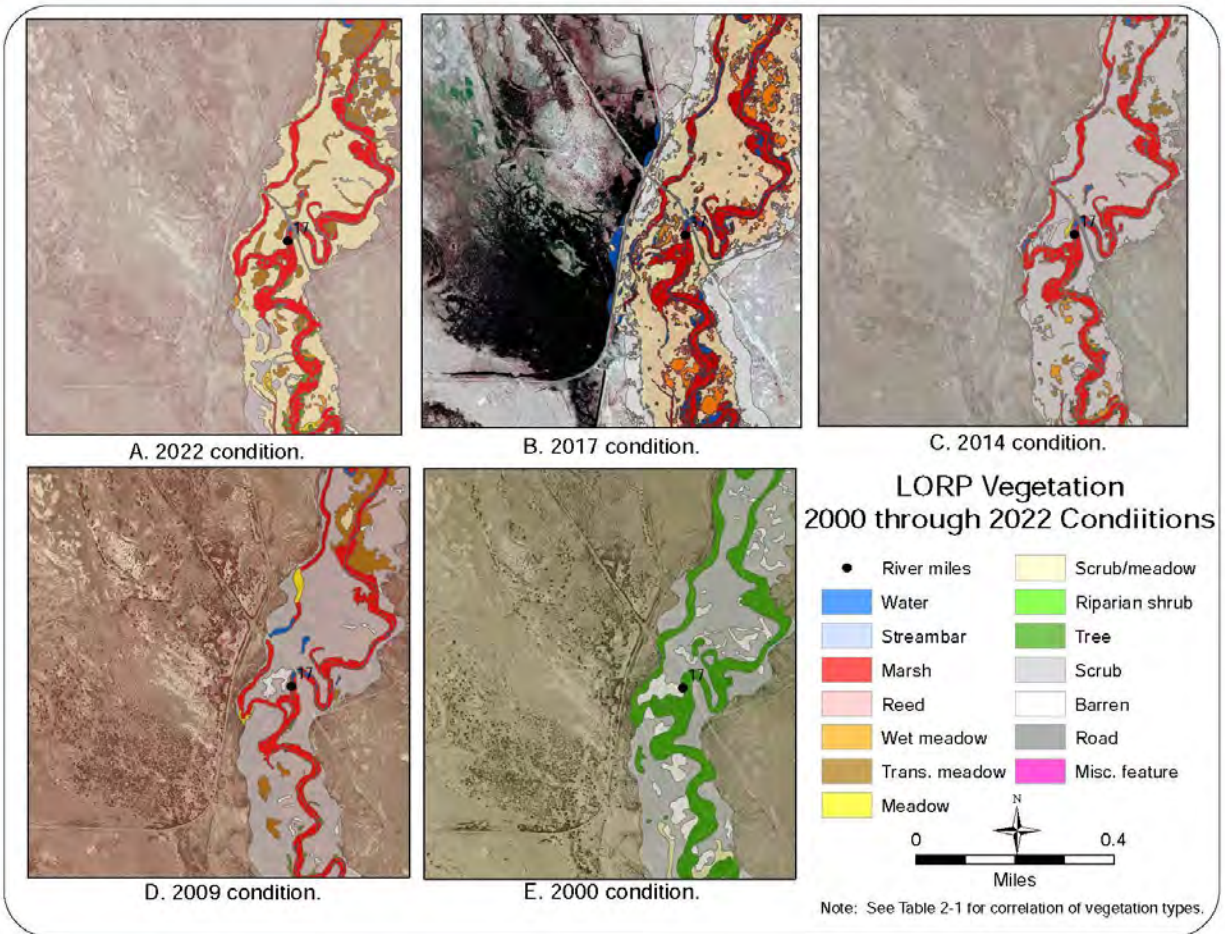 17
A. 2022 condition.
B. 2017 condition.
17
C. 2014 condition.
17
D. 2009 condition.
17
E. 2000 condition.
LORP Vegetation
2000 through 2022 Condiitions
River miles
Water
Streambar
Marsh
Reed
Wet meadow
Trans. meadow
Meadow
Scrub/meadow
Riparian shrub
Tree
Scrub
Barren
Road
Misc. feature
N
0 0.4
Miles
Note: See Table 2-1 for correlation of vegetation types.